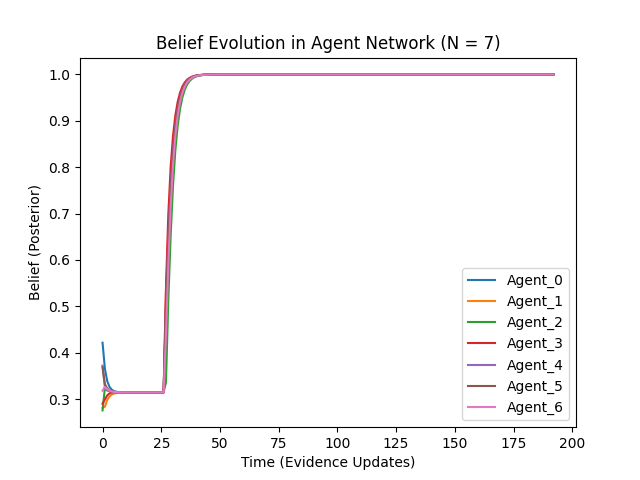 Belief Evolution in Agent Network (N = 7)
Belief (Posterior)
1.0
0.9
0.8
0.7
0.6
0.5
0.4
0.3
Agent_0
Agent_1
Agent_2
Agent_3
Agent_4
Agent_5
Agent_6
0 25 50 75 100 125 150 175 200
Time (Evidence Updates)